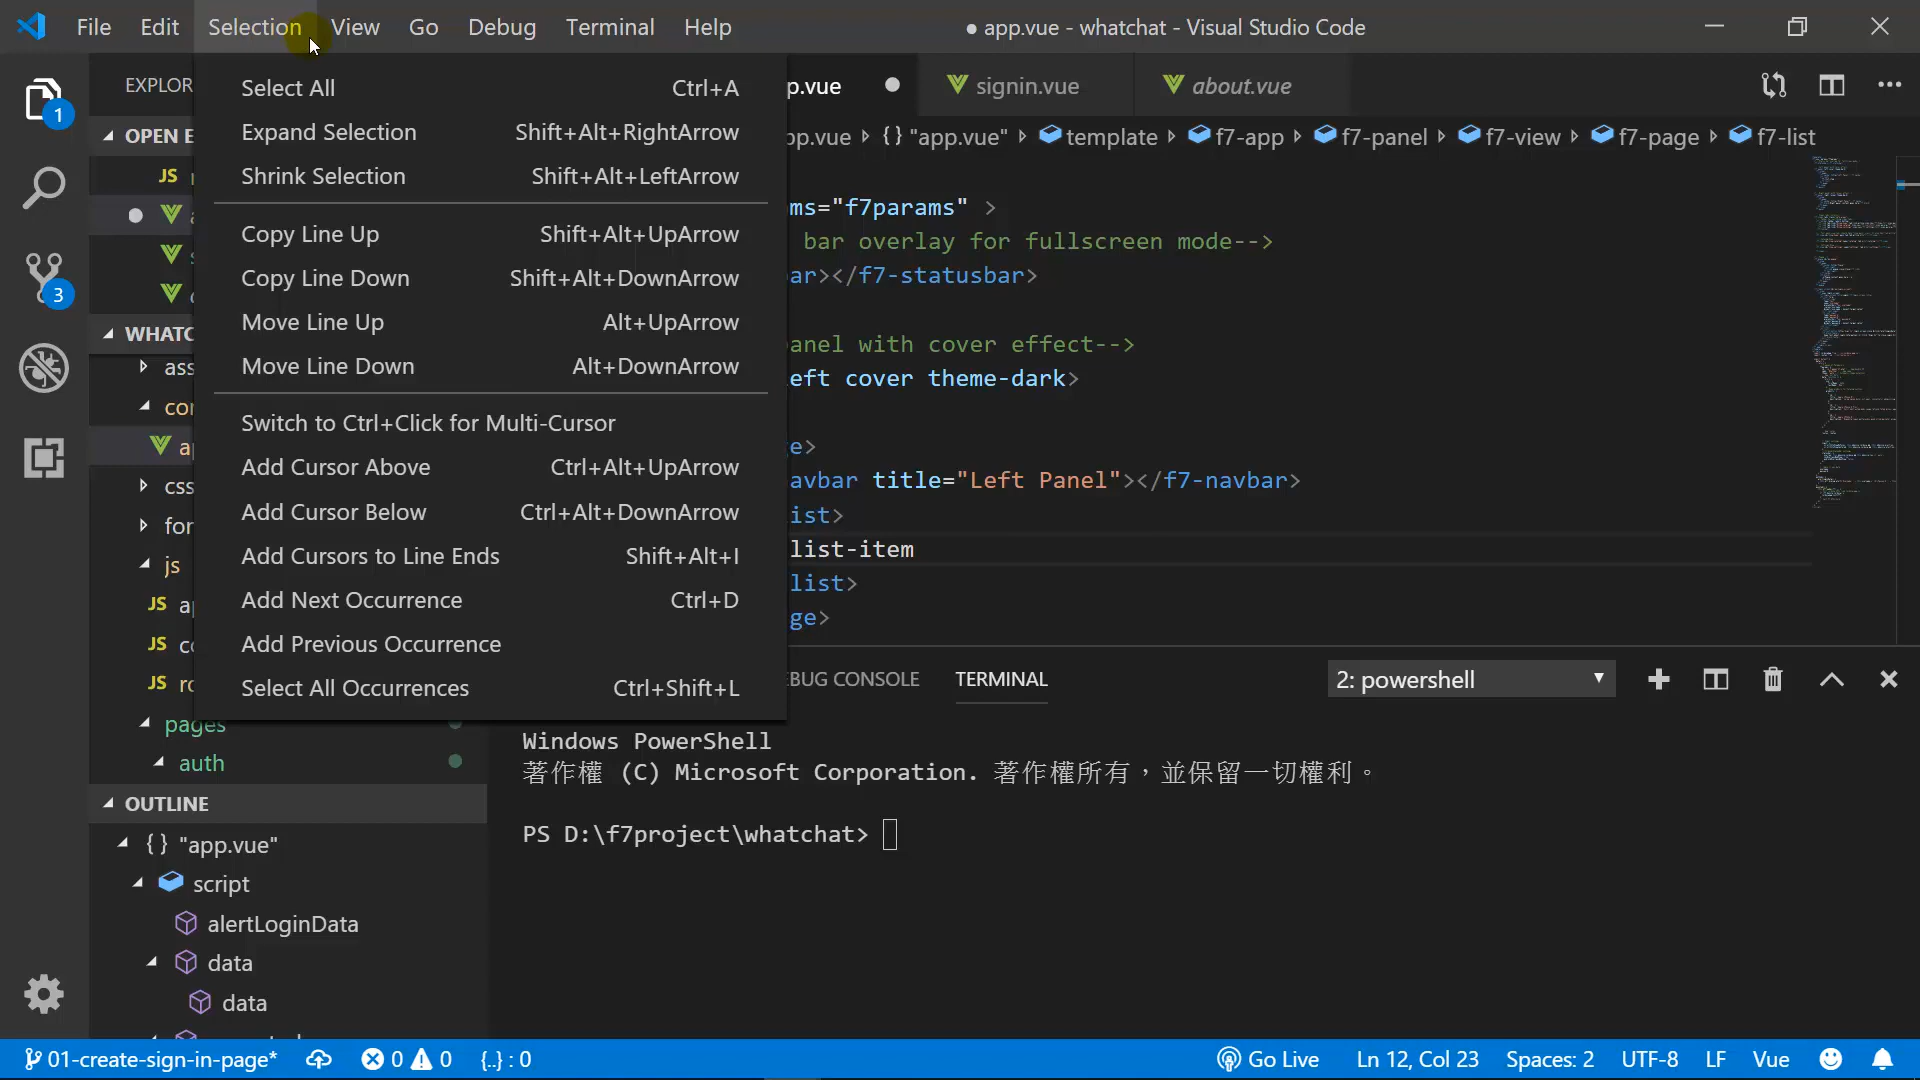 File Edit Selection View Go Debug Terminal Help
● app.vue - whatchat - Visual Studio Code
1
3
EXPLOR
OPEN E
JS
WHATC
ass
cor
ap
css
for
js
JS ap
JS
JS
pages
auth
OUTLINE
{ } "app.vue"
script
alertLoginData
data
data
Select All Ctrl+A
Expand Selection Shift+Alt+RightArrow
Shrink Selection Shift+Alt+LeftArrow
Copy Line Up Shift+Alt+UpArrow
Copy Line Down Shift+Alt+DownArrow
Move Line Up Alt+UpArrow
Move Line Down Alt+DownArrow
Switch to Ctrl+Click for Multi-Cursor
Add Cursor Above Ctrl+Alt+UpArrow
Add Cursor Below Ctrl+Alt+DownArrow
Add Cursors to Line Ends Shift+Alt+I
Add Next Occurrence Ctrl+D
Add Previous Occurrence
Select All Occurrences Ctrl+Shift+L
p.vue signin.vue about.vue
pp.vue {} "app.vue" template f7-app f7-panel f7-view f7-page f7-list
ms="f7params" >
bar overlay for fullscreen mode-->
ar></f7-statusbar>
anel with cover effect-->
eft cover theme-dark>
e>
avbar title="Left Panel"></f7-navbar>
ist>
list-item
list>
ge>
BUG CONSOLE TERMINAL 2: powershell
Windows PowerShell
著作權 (C) Microsoft Corporation. 著作權所有，並保留一切權利。
PS D:\f7project\whatchat>
01-create-sign-in-page* 0 0 {..} : 0 Go Live Ln 12, Col 23 Spaces: 2 UTF-8 LF Vue